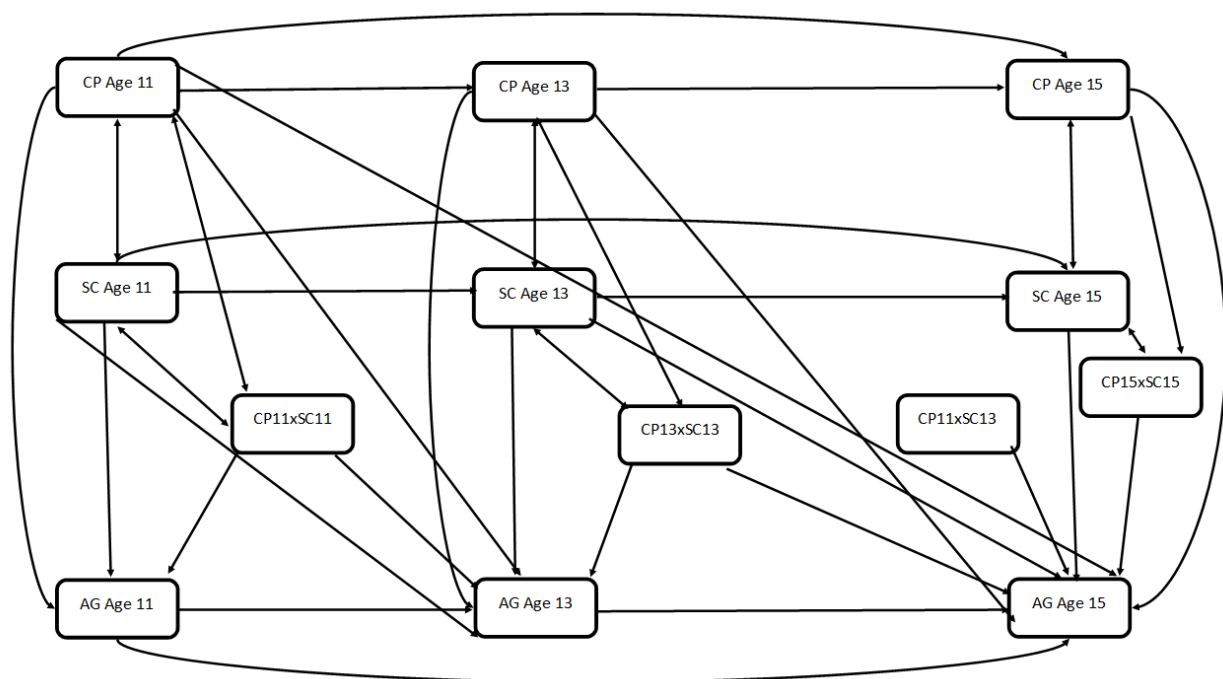 CP Age 11
CP Age 13
CP Age 15
SC Age 11
SC Age 13
SC Age 15
CP15xSC15
CP11xSC11
CP13xSC13
CP11xSC13
AG Age 11
AG Age 13
AG Age 15